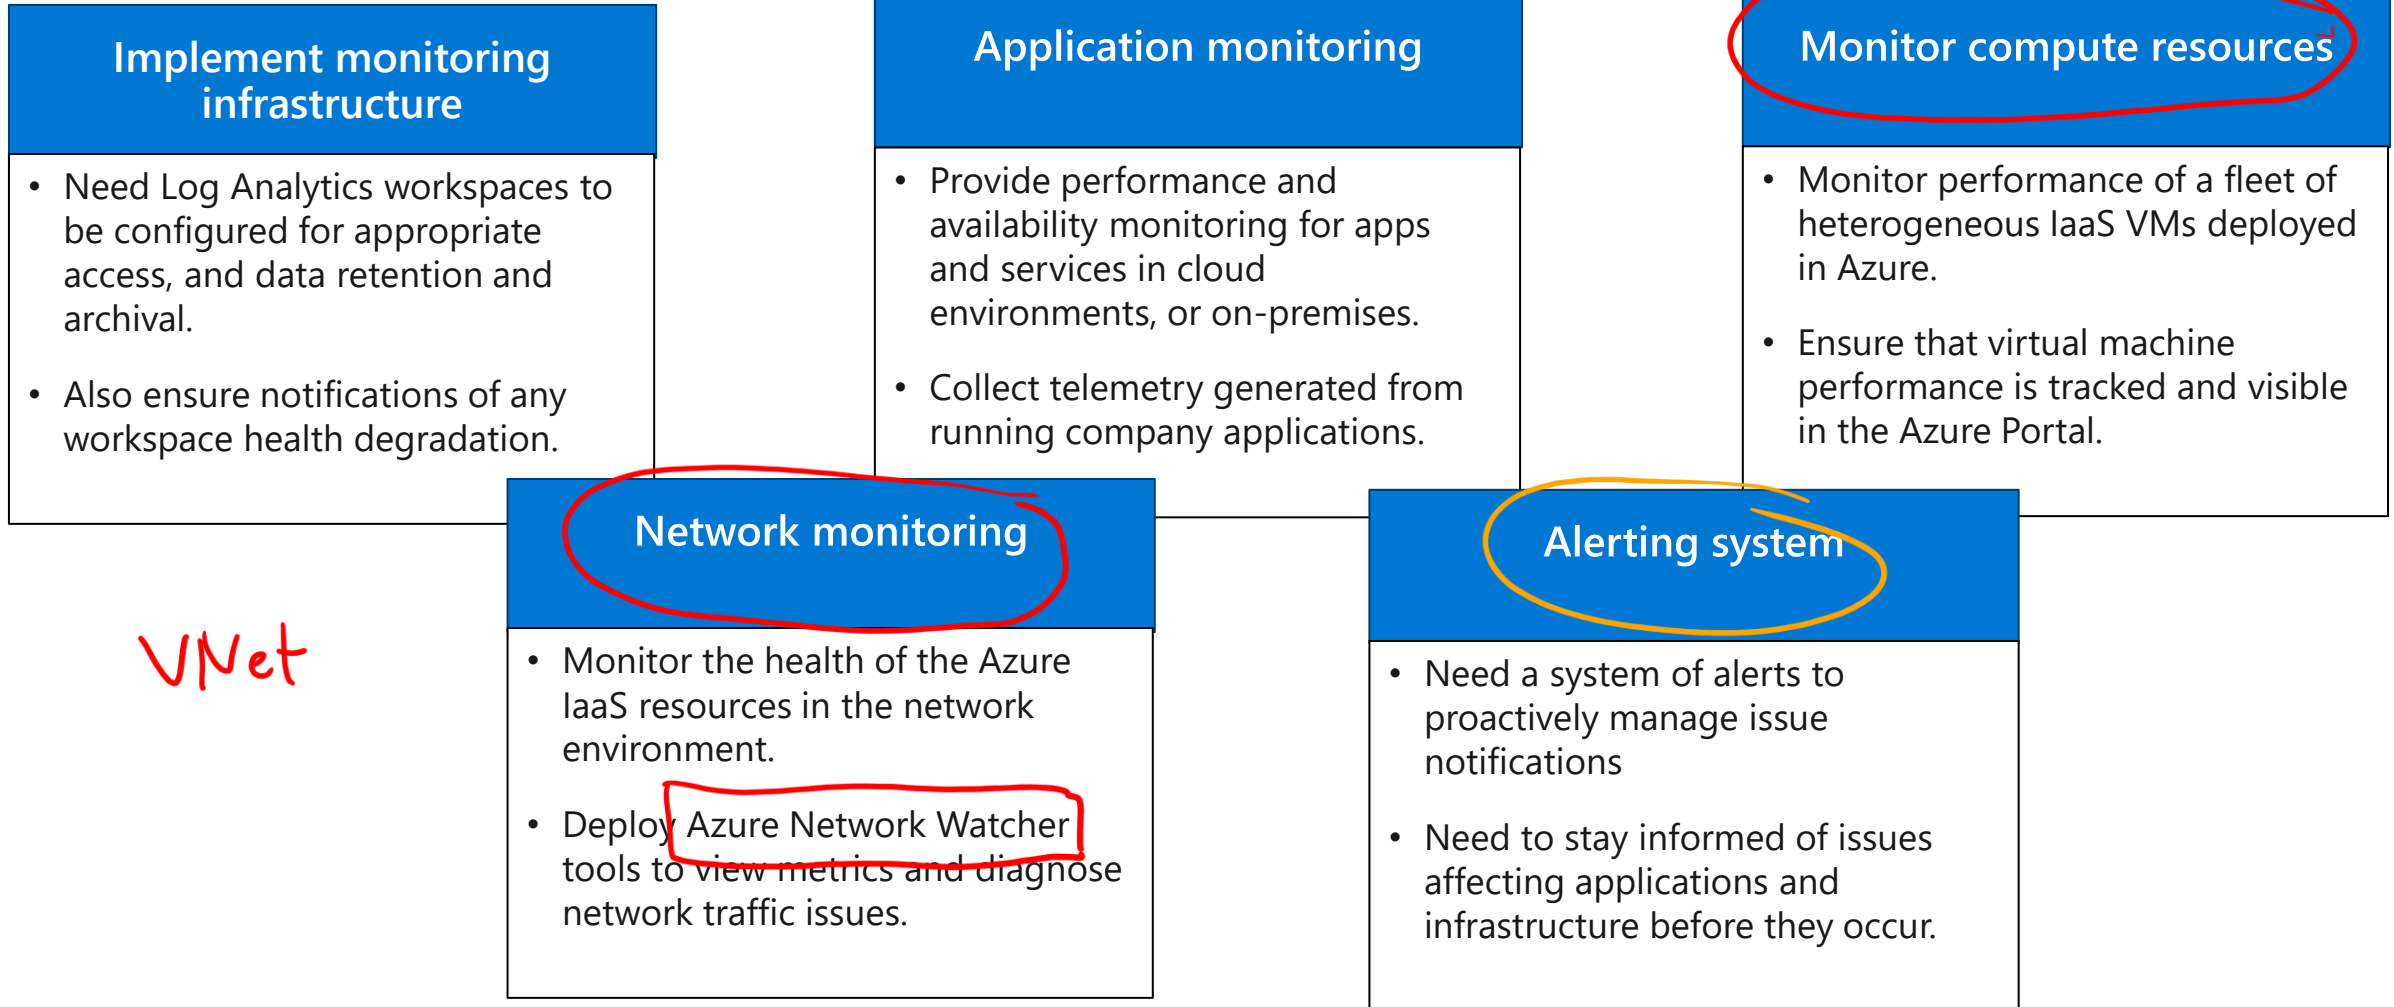 Implement monitoring
infrastructure
• Need Log Analytics workspaces to
be configured for appropriate
access, and data retention and
archival.
• Also ensure notifications of any
workspace health degradation.
Application monitoring
• Provide performance and
availability monitoring for apps
and services in cloud
environments, or on-premises.
• Collect telemetry generated from
running company applications.
Monitor compute resources
• Monitor performance of a fleet of
heterogeneous IaaS VMs deployed
in Azure.
• Ensure that virtual machine
performance is tracked and visible
in the Azure Portal.
VNet
Network monitoring
• Monitor the health of the Azure
IaaS resources in the network
environment.
• Deploy Azure Network Watcher
tools to view metrics and diagnose
network traffic issues.
Alerting system
• Need a system of alerts to
proactively manage issue
notifications
• Need to stay informed of issues
affecting applications and
infrastructure before they occur.